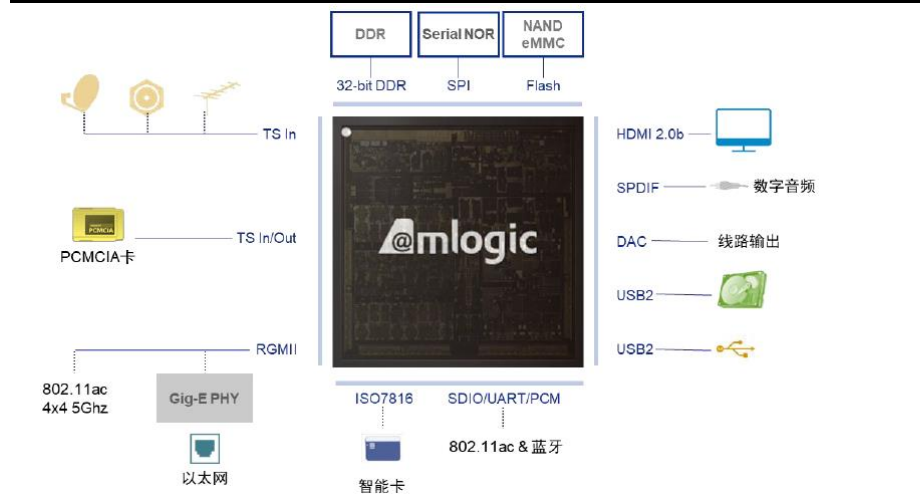 DDR
Serial NOR
NAND
eMMC
32-bit DDR
SPI
Flash
TS In
HDMI 2.0b
SPDIF
数字音频
PCMCIA
PCMCIA卡
TS In/Out
@mlogic
DAC
线路输出
USB2
RGMII
USB2
802.11ac
4x4 5Ghz
Gig-E PHY
ISO7816
SDIO/UART/PCM
802.11ac & 蓝牙
以太网
智能卡